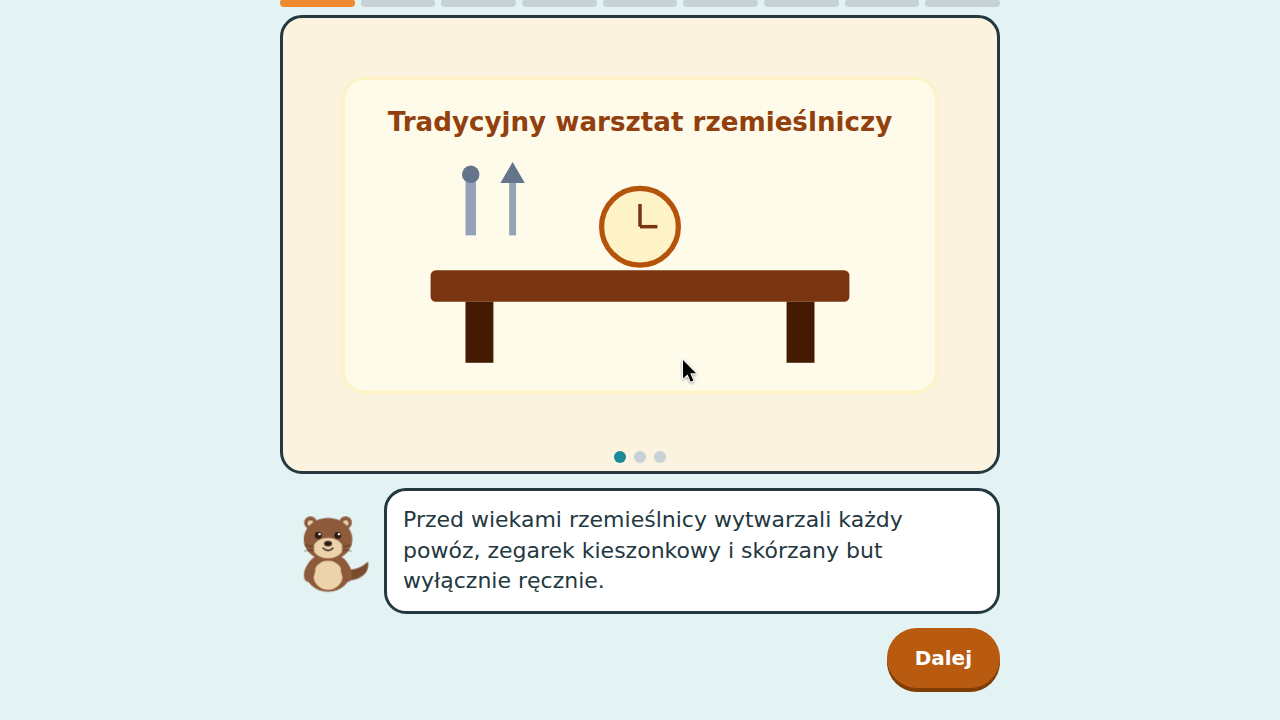 Tradycyjny warsztat rzemieślniczy
Przed wiekami rzemieślnicy wytwarzali każdy
powóz, zegarek kieszonkowy i skórzany but
wyłącznie ręcznie.
Dalej